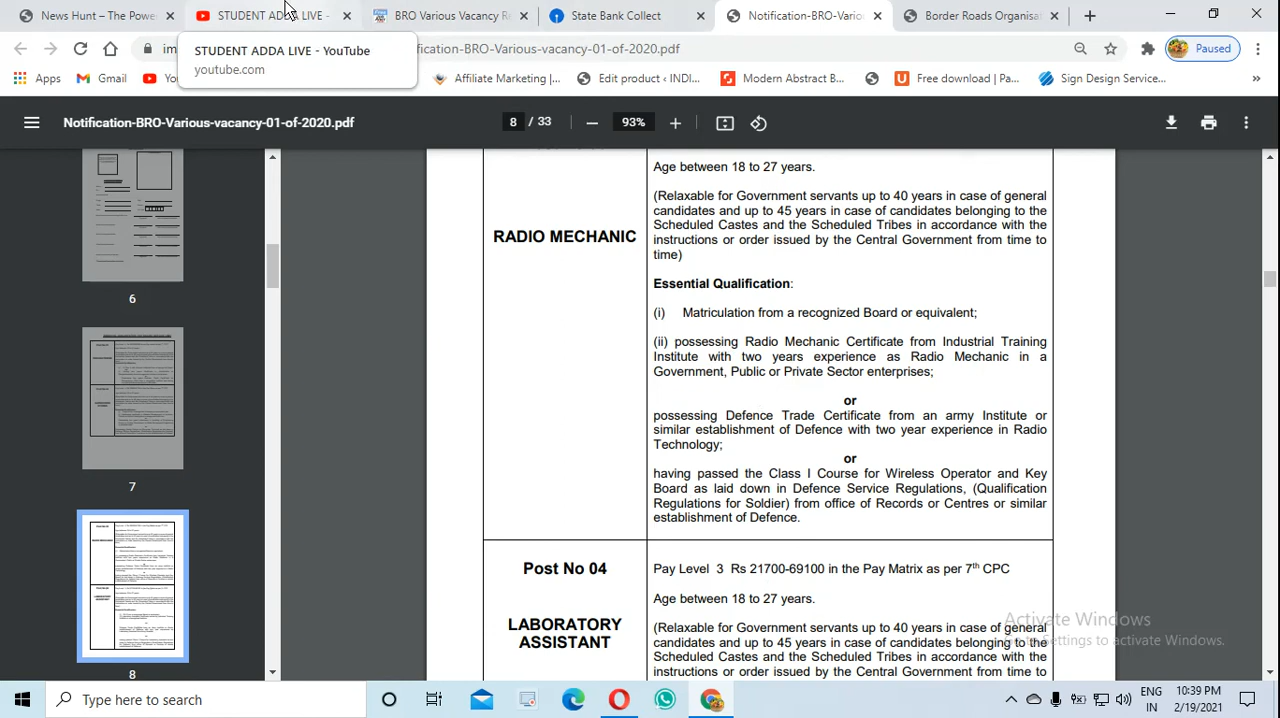 News Hunt – The Power
STUDENT ADDA LIVE -
BRO Various Vacancy R
State Bank Collect
Notification-BRO-Vario
Border Roads Organisat
STUDENT ADDA LIVE - YouTube
youtube.com
fication-BRO-Various-vacancy-01-of-2020.pdf
Paused
Apps
Gmail
Affiliate Marketing |...
Edit product ‹ INDI...
Modern Abstract B...
Free download | Pa...
Sign Design Service...
»
Notification-BRO-Various-vacancy-01-of-2020.pdf
8 / 33
93%
6
7
8
RADIO MECHANIC
Age between 18 to 27 years.
(Relaxable for Government servants up to 40 years in case of general
candidates and up to 45 years in case of candidates belonging to the
Scheduled Castes and the Scheduled Tribes in accordance with the
instructions or order issued by the Central Government from time to
time)
Essential Qualification:
(i) Matriculation from a recognized Board or equivalent;
(ii) possessing Radio Mechanic Certificate from Industrial Training
Institute with two years experience as Radio Mechanic in a
Government, Public or Private Sector enterprises;
or
possessing Defence Trade Certificate from an army Institute or
similar establishment of Defence with two year experience in Radio
Technology;
or
having passed the Class I Course for Wireless Operator and Key
Board as laid down in Defence Service Regulations, (Qualification
Regulations for Soldier) from office of Records or Centres or similar
establishment of Defence.
Post No 04
LABORATORY
ASSISTANT
Pay Level 3 Rs 21700-69100 in the Pay Matrix as per 7th CPC
Age between 18 to 27 years.
(Relaxable for Government servants up to 40 years in case of general
candidates and up to 45 years in case of candidates belonging to the
Scheduled Castes and the Scheduled Tribes in accordance with the
instructions or order issued by the Central Government from time to
Activate Windows
Settings to activate Windows.
Type here to search
ENG
IN
10:39 PM
2/19/2021